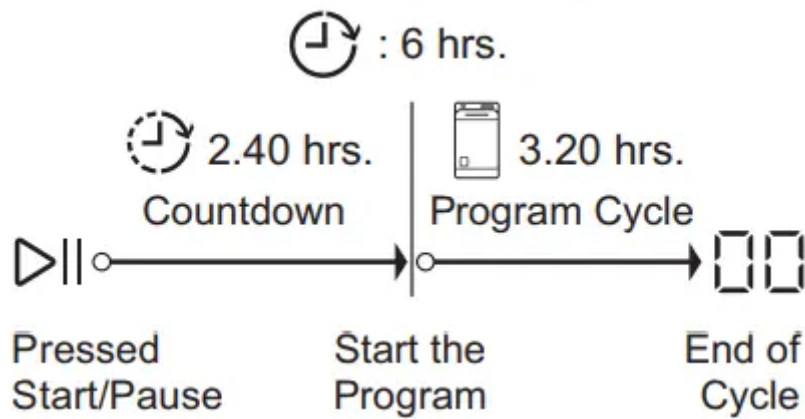 : 6 hrs.
2.40 hrs.
3.20 hrs.
Countdown
Program Cycle
00
Pressed
Start/Pause
Start the
Program
End of
Cycle